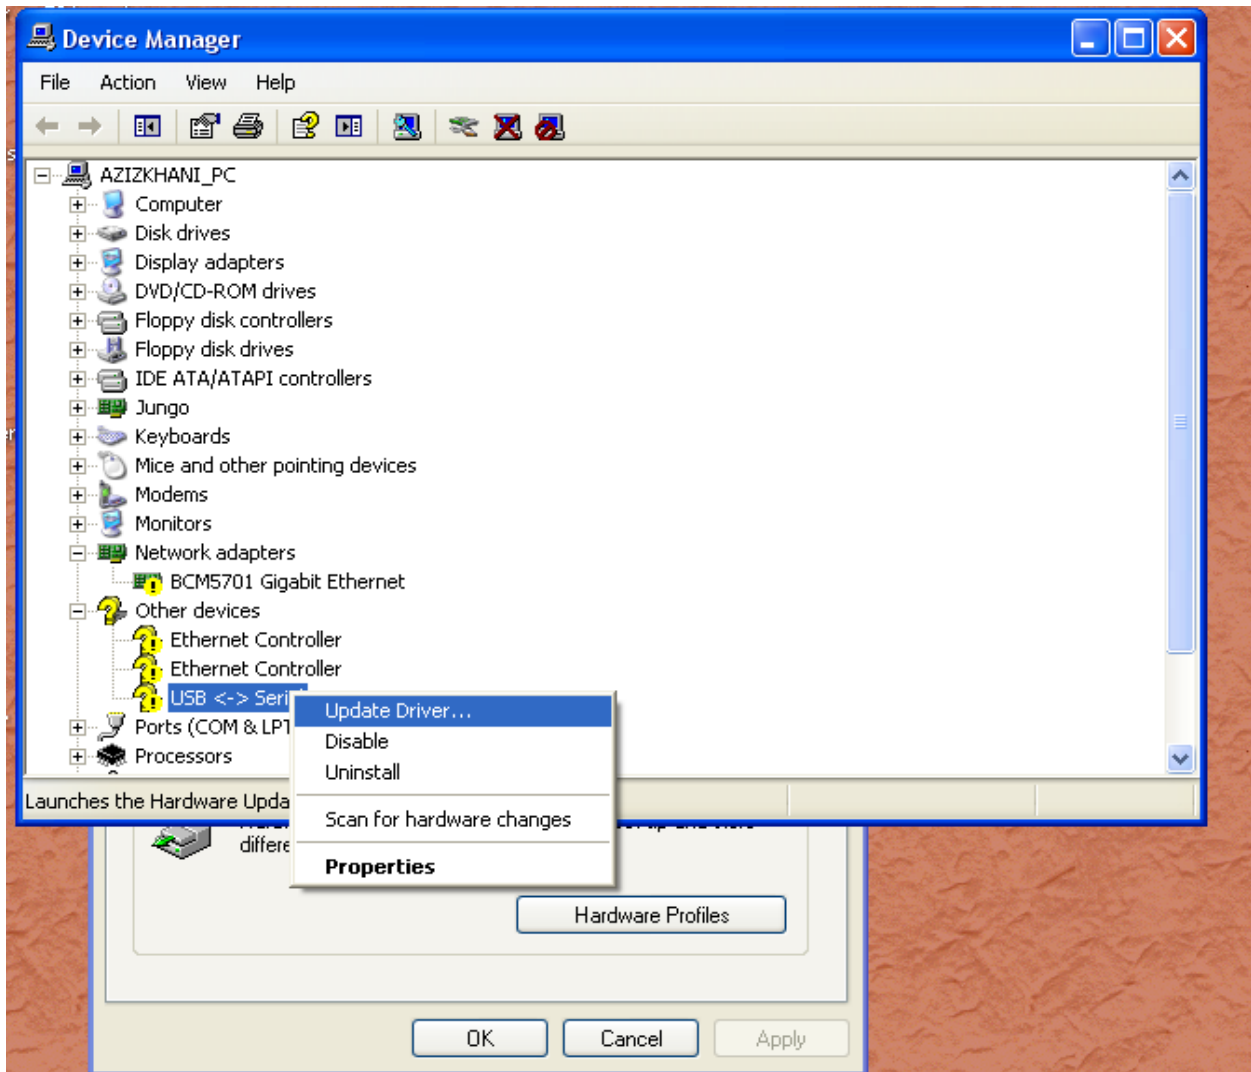 Device Manager
File Action View Help
AZIZKHANI_PC
Computer
Disk drives
Display adapters
DVD/CD-ROM drives
Floppy disk controllers
Floppy disk drives
IDE ATA/ATAPI controllers
Jungo
Keyboards
Mice and other pointing devices
Modems
Monitors
Network adapters
BCM5701 Gigabit Ethernet
Other devices
Ethernet Controller
Ethernet Controller
USB <-> Seri
Ports (COM & LPT
Processors
Update Driver...
Disable
Uninstall
Scan for hardware changes
Properties
Launches the Hardware Upda
differe
Hardware Profiles
OK Cancel Apply